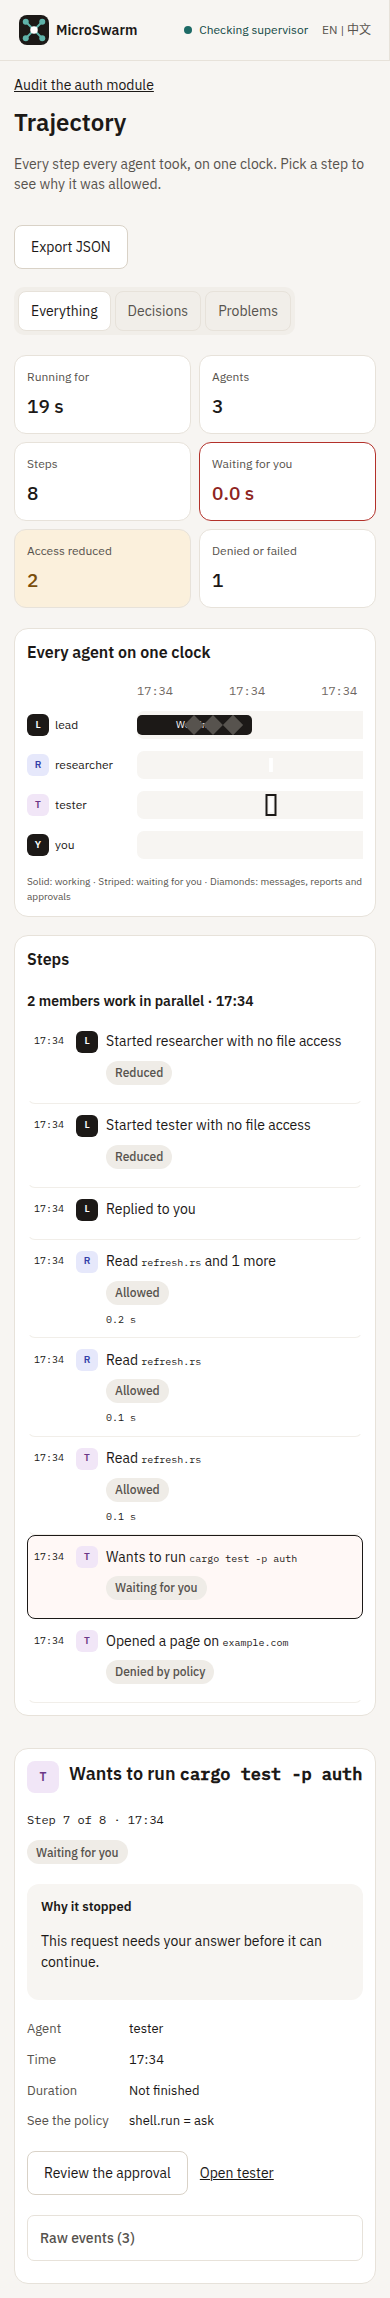 MicroSwarm
Checking supervisor
EN | 中文
Audit the auth module
Trajectory
Every step every agent took, on one clock. Pick a step to
see why it was allowed.
Export JSON
Everything
Decisions
Problems
Running for
19 s
Agents
3
Steps
8
Waiting for you
0.0 s
Access reduced
2
Denied or failed
1
Every agent on one clock
17:34 17:34 17:34
L lead
R researcher
T tester
Y you
Solid: working · Striped: waiting for you · Diamonds: messages, reports and
approvals
Steps
2 members work in parallel · 17:34
17:34 L Started researcher with no file access
Reduced
17:34 L Started tester with no file access
Reduced
17:34 L Replied to you
17:34 R Read refresh.rs and 1 more
Allowed
0.2 s
17:34 R Read refresh.rs
Allowed
0.1 s
17:34 T Read refresh.rs
Allowed
0.1 s
17:34 T Wants to run cargo test -p auth
Waiting for you
17:34 T Opened a page on example.com
Denied by policy
T Wants to run cargo test -p auth
Step 7 of 8 · 17:34
Waiting for you
Why it stopped
This request needs your answer before it can
continue.
Agent tester
Time 17:34
Duration Not finished
See the policy shell.run = ask
Review the approval
Open tester
Raw events (3)